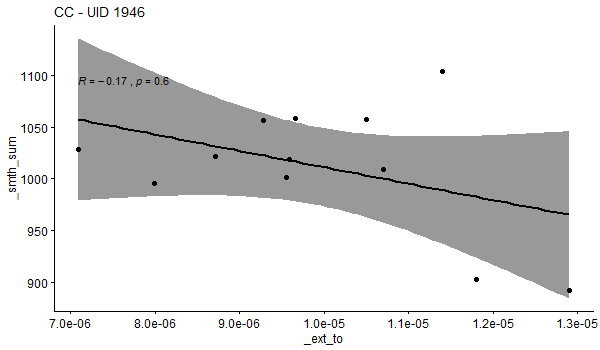 CC - UID 1946
R = − 0.17 , p = 0.6
1100
1050
1000
950
900
_smth_sum
7.0e-06 8.0e-06 9.0e-06 1.0e-05 1.1e-05 1.2e-05 1.3e-05
_ext_to